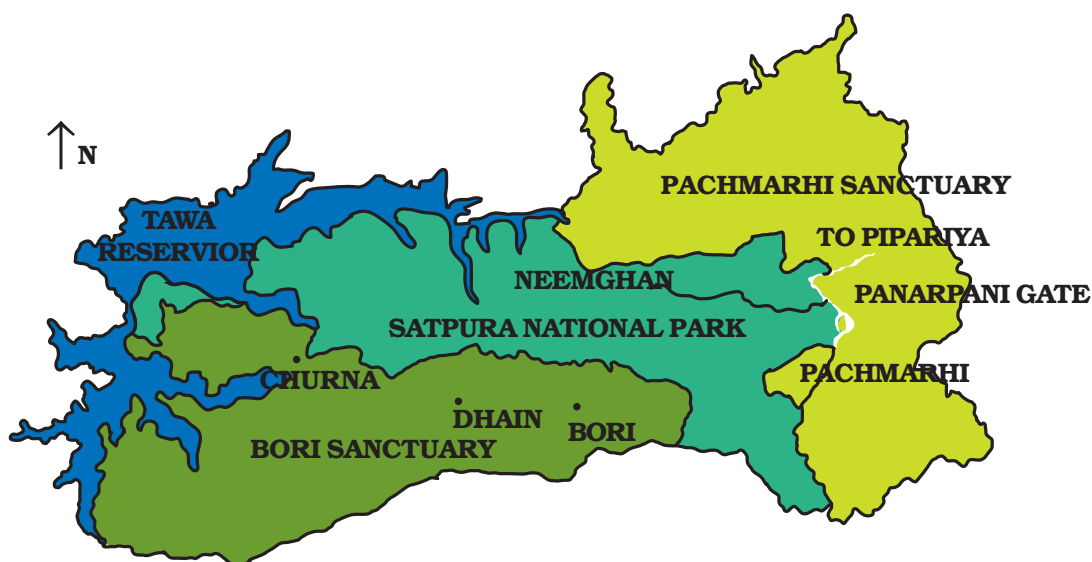 N
PACHMARHI SANCTUARY
TAWA
RESERVIOR
TO PIPARIYA
NEEMGHAN
PANARPANI GATE
SATPURA NATIONAL PARK
CHURNA
PACHMARHI
DHAIN
BORI
BORI SANCTUARY